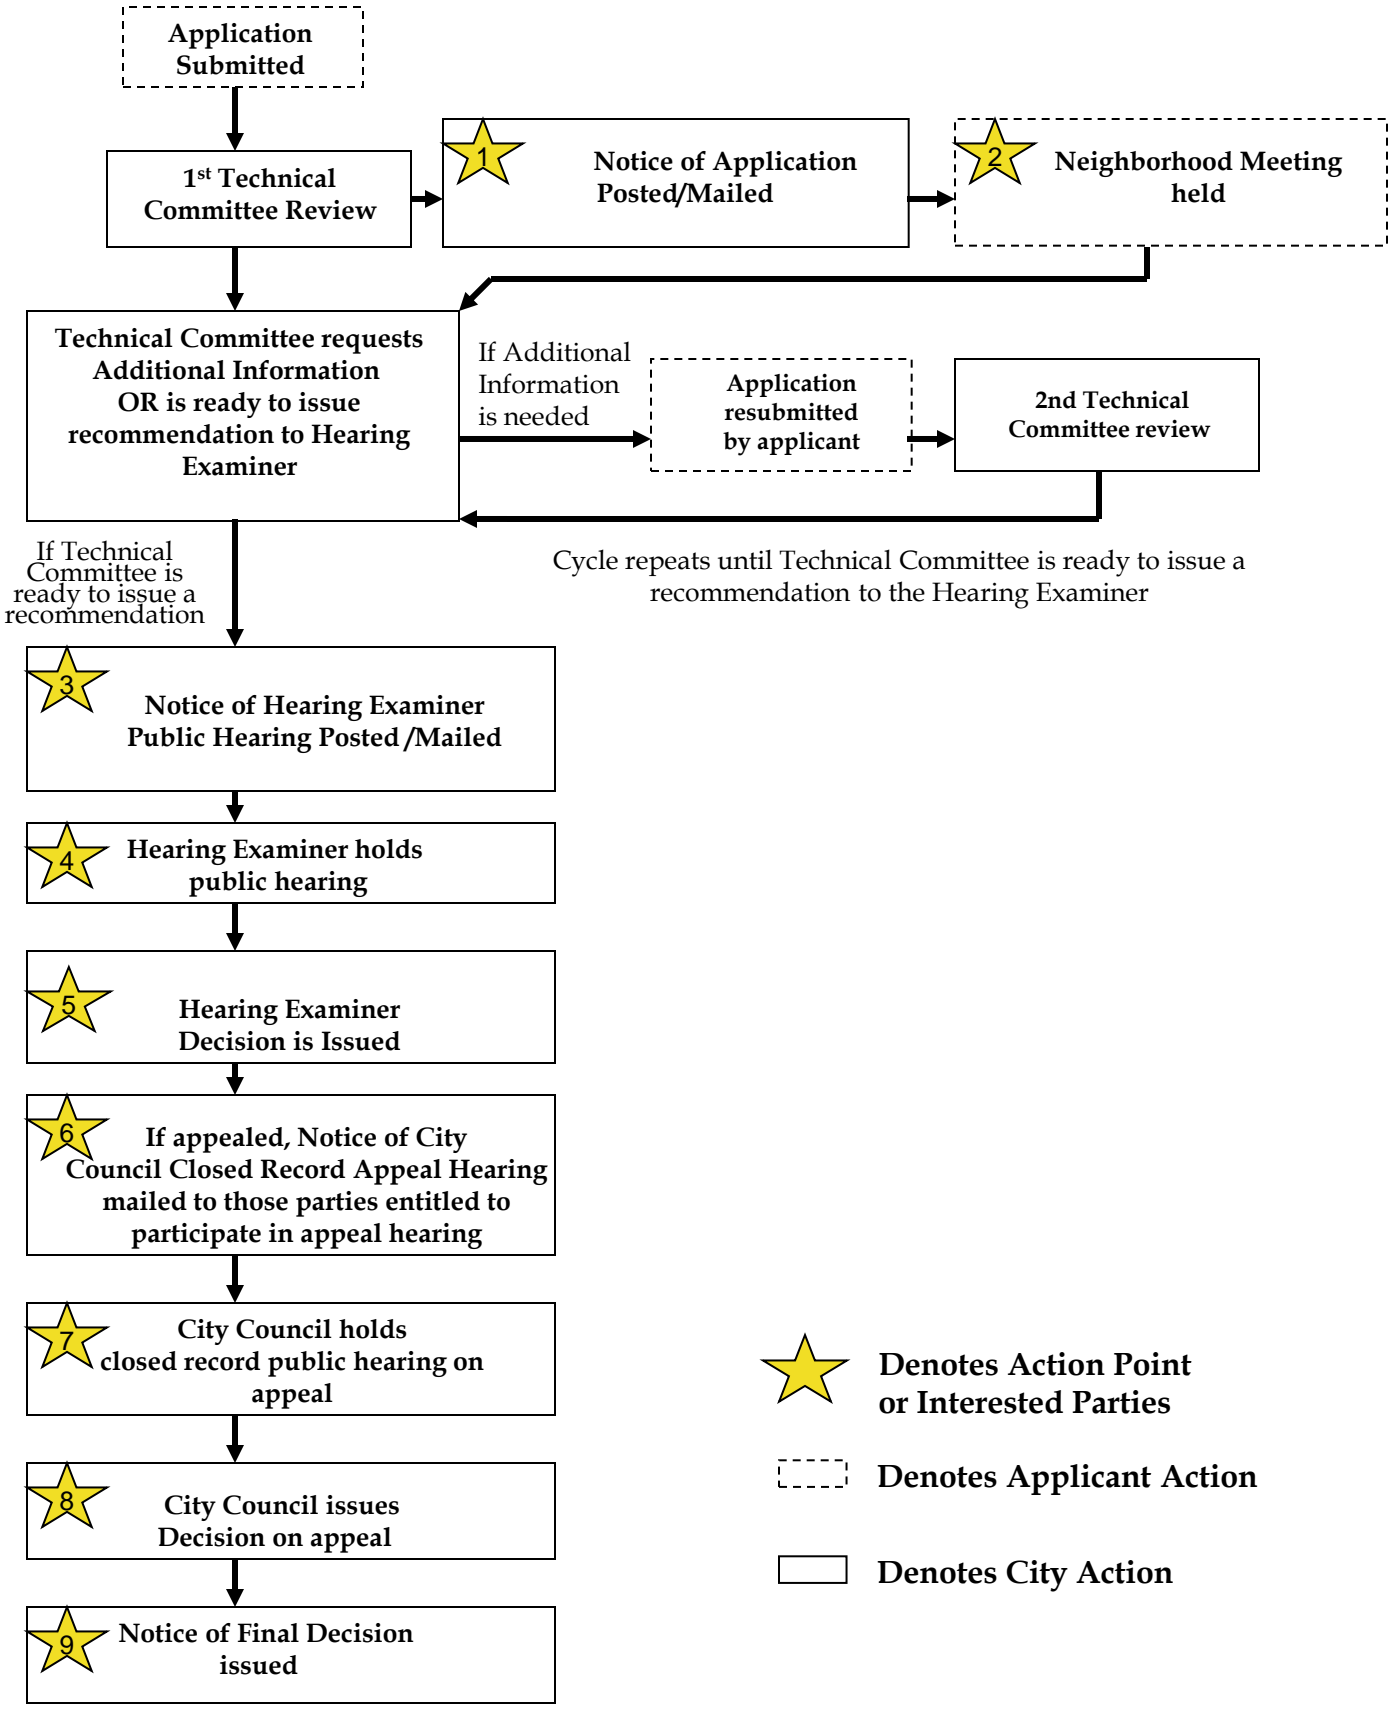 Application
Submitted
1st Technical
Committee Review
1
Notice of Application
Posted/Mailed
2
Neighborhood Meeting
held
Technical Committee requests
Additional Information
OR is ready to issue
recommendation to Hearing
Examiner
If Additional
Information
is needed
Application
resubmitted
by applicant
2nd Technical
Committee review
Cycle repeats until Technical Committee is ready to issue a
recommendation to the Hearing Examiner
If Technical
Committee is
ready to issue a
recommendation
3
Notice of Hearing Examiner
Public Hearing Posted/Mailed
4
Hearing Examiner holds
public hearing
5
Hearing Examiner
Decision is Issued
6
If appealed, Notice of City
Council Closed Record Appeal Hearing
mailed to those parties entitled to
participate in appeal hearing
7
City Council holds
closed record public hearing on
appeal
8
City Council issues
Decision on appeal
9
Notice of Final Decision
issued
Denotes Action Point
or Interested Parties
Denotes Applicant Action
Denotes City Action